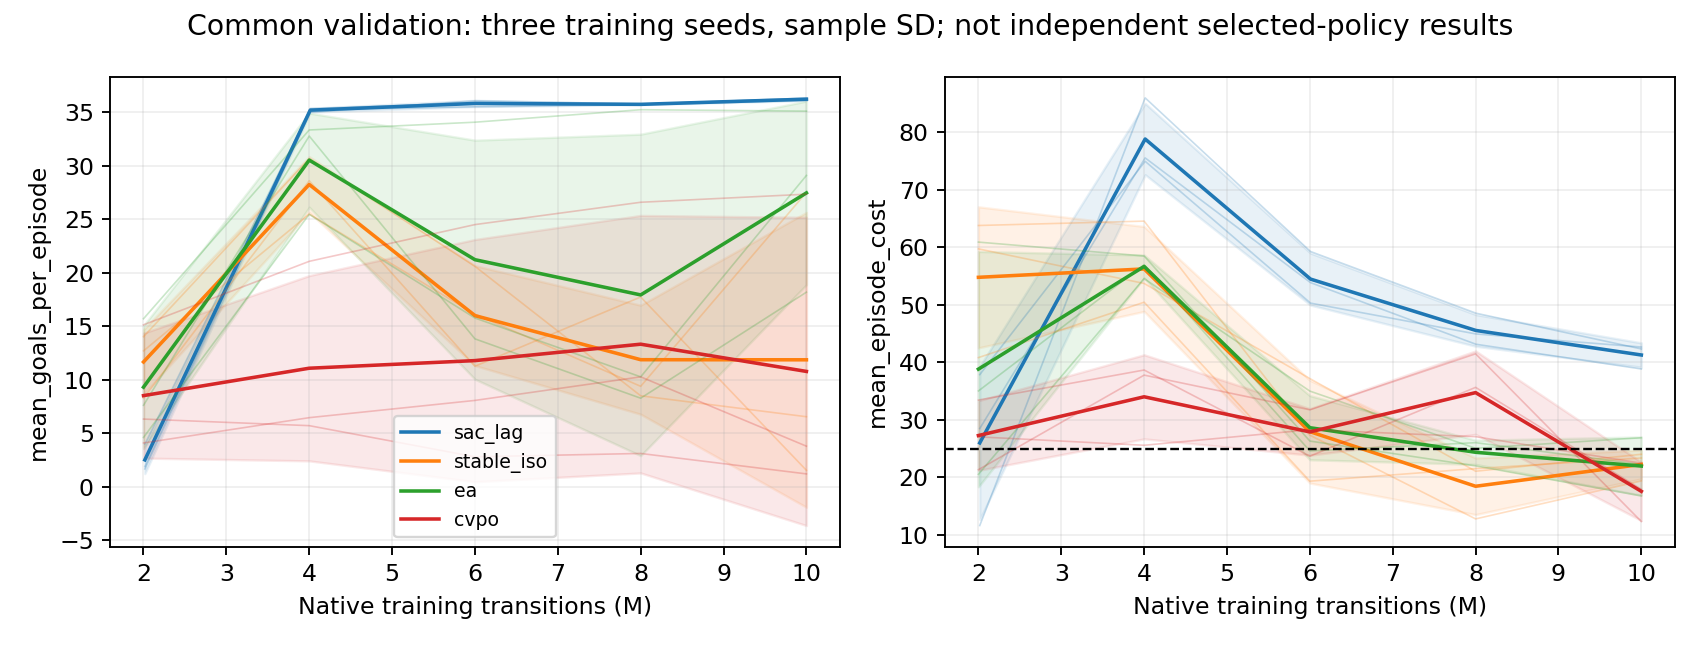 Common validation: three training seeds, sample SD; not independent selected-policy results
mean_goals_per_episode
35
30
25
20
15
10
5
0
−5
2 3 4 5 6 7 8 9 10
Native training transitions (M)
sac_lag
stable_iso
ea
cvpo
mean_episode_cost
80
70
60
50
40
30
20
10
2 3 4 5 6 7 8 9 10
Native training transitions (M)